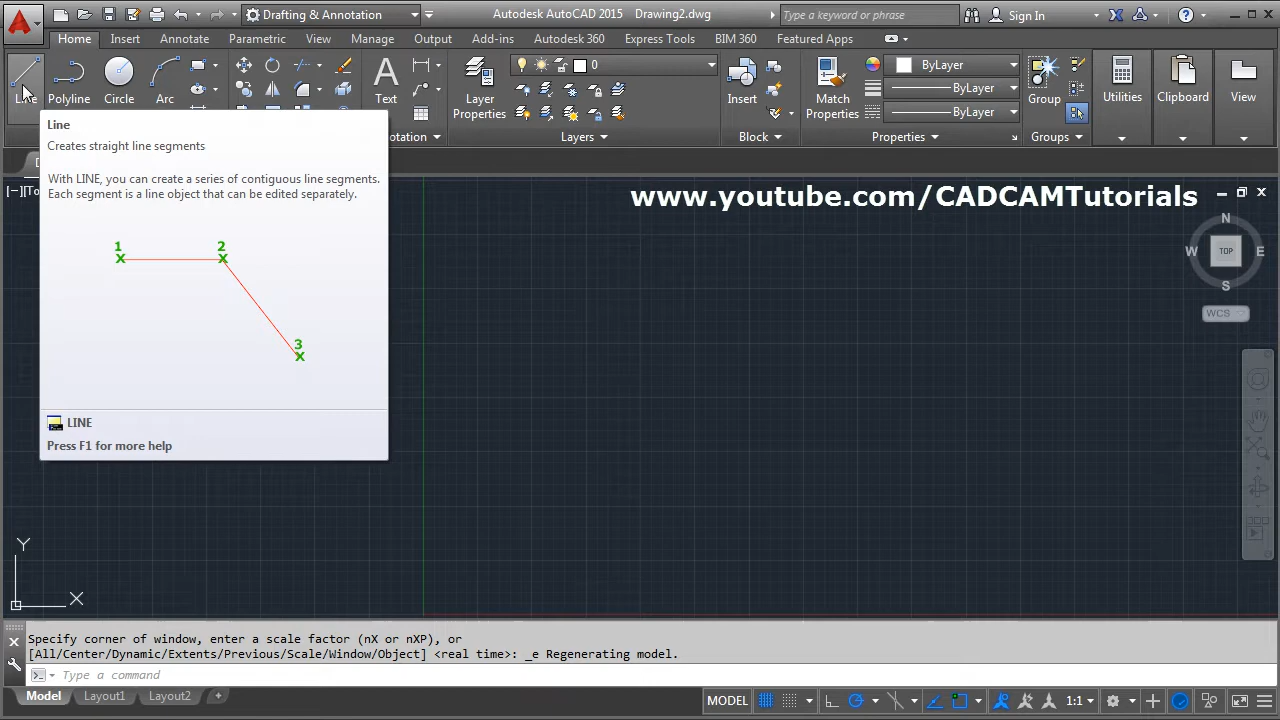 Drafting & Annotation
Autodesk AutoCAD 2015 Drawing2.dwg
Type a keyword or phrase
Sign In
Home Insert Annotate Parametric View Manage Output Add-ins Autodesk 360 Express Tools BIM 360 Featured Apps
Line Polyline Circle Arc
Text
Layer
Properties
0
Insert
Match
Properties
ByLayer
ByLayer
ByLayer
Group
Utilities
Clipboard
View
Layers
Block
Properties
Groups
Line
Creates straight line segments
With LINE, you can create a series of contiguous line segments.
Each segment is a line object that can be edited separately.
1
2
3
LINE
Press F1 for more help
www.youtube.com/CADCAMTutorials
N
W TOP E
S
WCS
Y
X
Specify corner of window, enter a scale factor (nX or nXP), or
[All/Center/Dynamic/Extents/Previous/Scale/Window/Object] <real time>: _e Regenerating model.
Type a command
Model Layout1 Layout2 +
MODEL
1:1